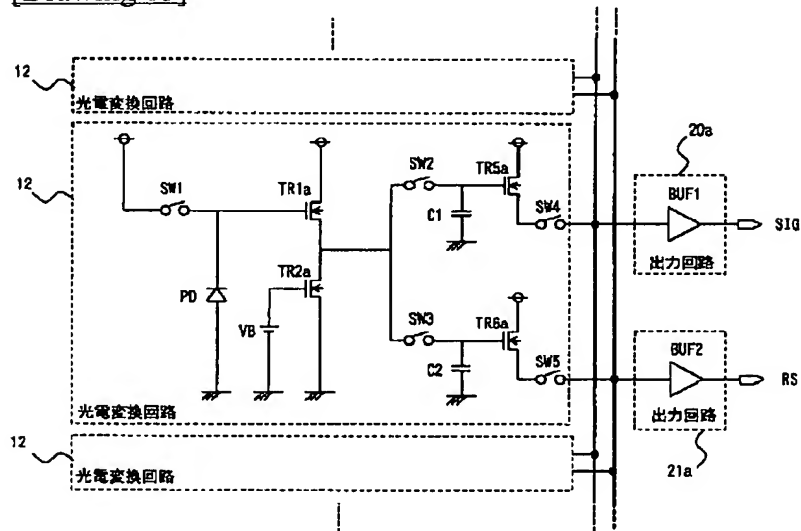 12
光電変換回路
12
SW1
TR1a
SW2
TR5a
C1
SW4
20a
BUF1
SIG
出力回路
PD
TR2a
VB
SW3
TR6a
C2
SW5
BUF2
RS
出力回路
光電変換回路
21a
12
光電変換回路